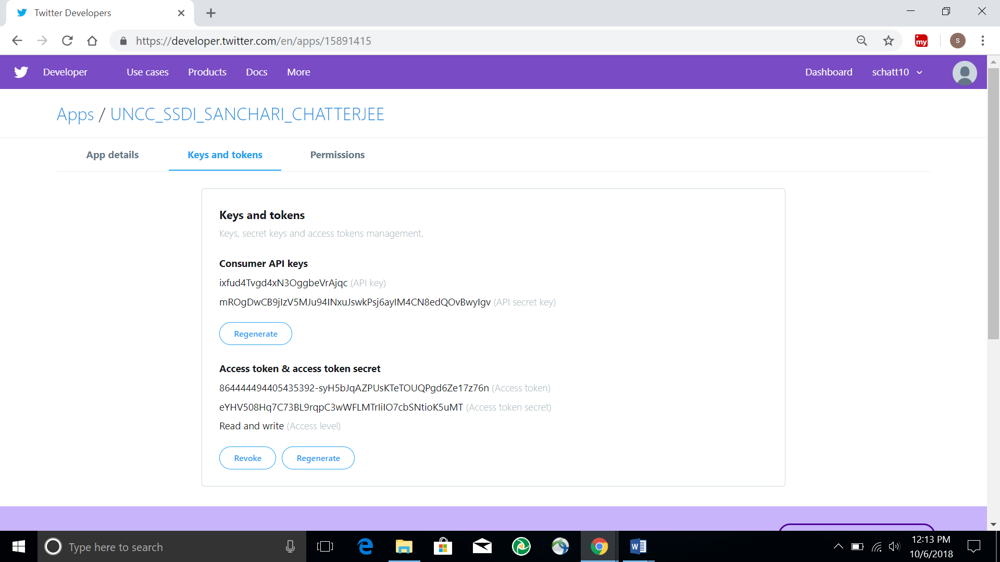 Twitter Developers
https://developer.twitter.com/en/apps/15891415
my
S
Developer
Use cases
Products
Docs
More
Dashboard
schatt10
Apps / UNCC_SSDI_SANCHARI_CHATTERJEE
App details
Keys and tokens
Permissions
Keys and tokens
Keys, secret keys and access tokens management.
Consumer API keys
ixfud4Tvgd4xN3OggbeVrAjqc (API key)
(API secret key)
Regenerate
Access token & access token secret
864444494405435392-syH5bJqAZPUsKTeTOUQPgd6Ze17z76n (Access token)
(Access token secret)
Read and write (Access level)
Revoke
Regenerate
Type here to search
12:13 PM
10/6/2018